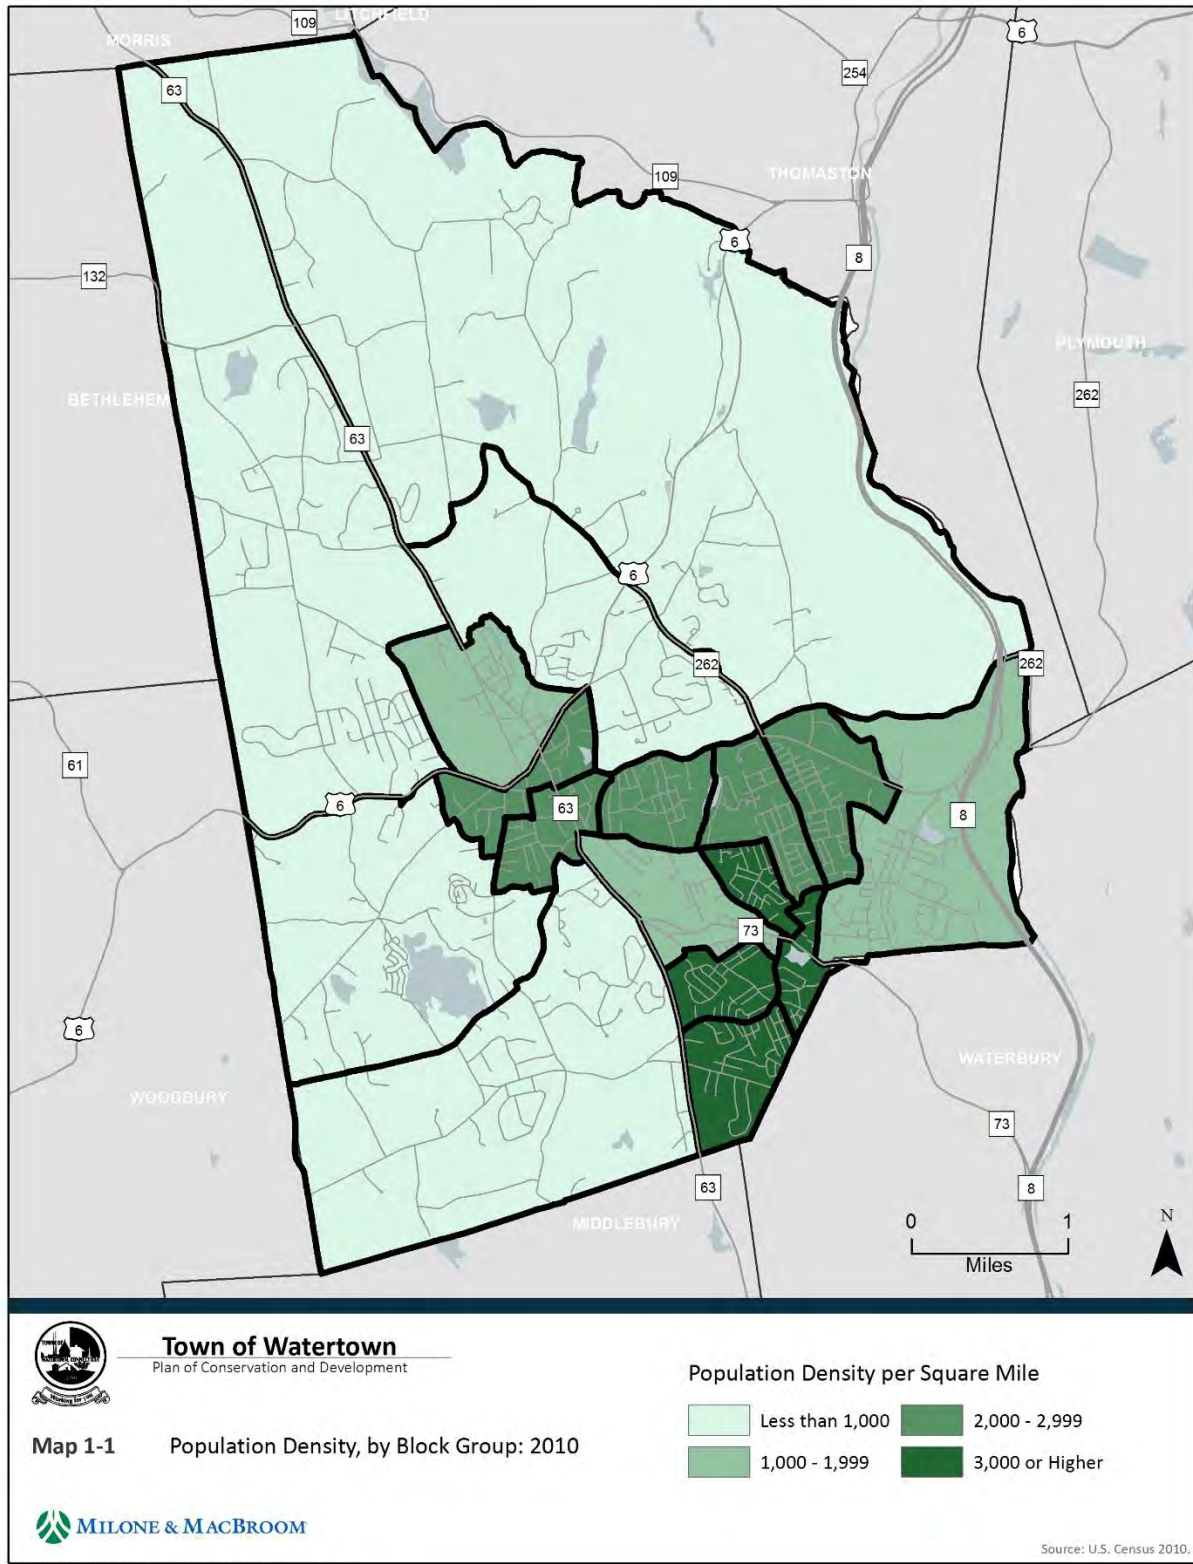 LITCHFIELD
109
6
MORRIS
63
254
109
THOMASTON
6
8
132
PLYMOUTH
262
BETHLEHEM
63
6
262
262
61
6
63
8
73
6
WATERBURY
WOODBURY
73
63
8
MIDDLEBURY
0 1
Miles
N
Town of Watertown
Plan of Conservation and Development
Working for you
Map 1-1 Population Density, by Block Group: 2010
MILONE & MACBROOM
Population Density per Square Mile
Less than 1,000
2,000 - 2,999
1,000 - 1,999
3,000 or Higher
Source: U.S. Census 2010.